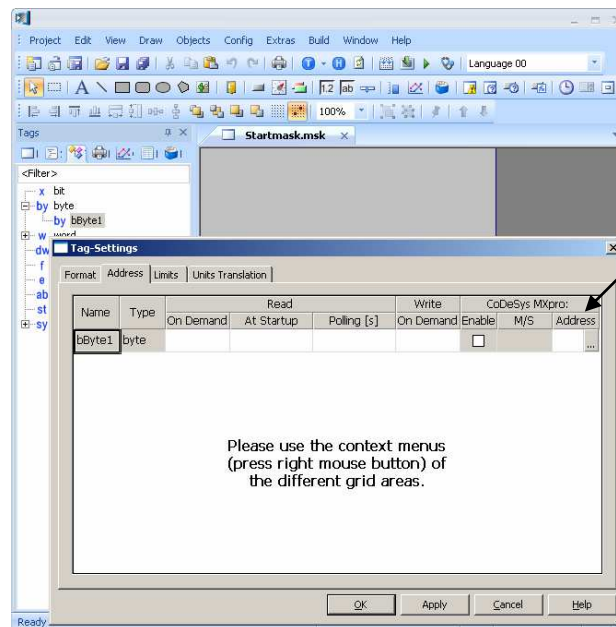 Project Edit View Draw Objects Config Extras Build Window Help
Language 00
A 1.2 ab
100%
Tags
Startmask.msk
<Filter>
x bit
by byte
by bByte1
w word
dw
f
e
ab
st
sy
Tag-Settings
Format Address Limits Units Translation
Name Type Read Write CoDeSys MXpro:
On Demand At Startup Polling [s] On Demand Enable M/S Address
bByte1 byte ...
Please use the context menus
(press right mouse button) of
the different grid areas.
OK Apply Cancel Help
Ready